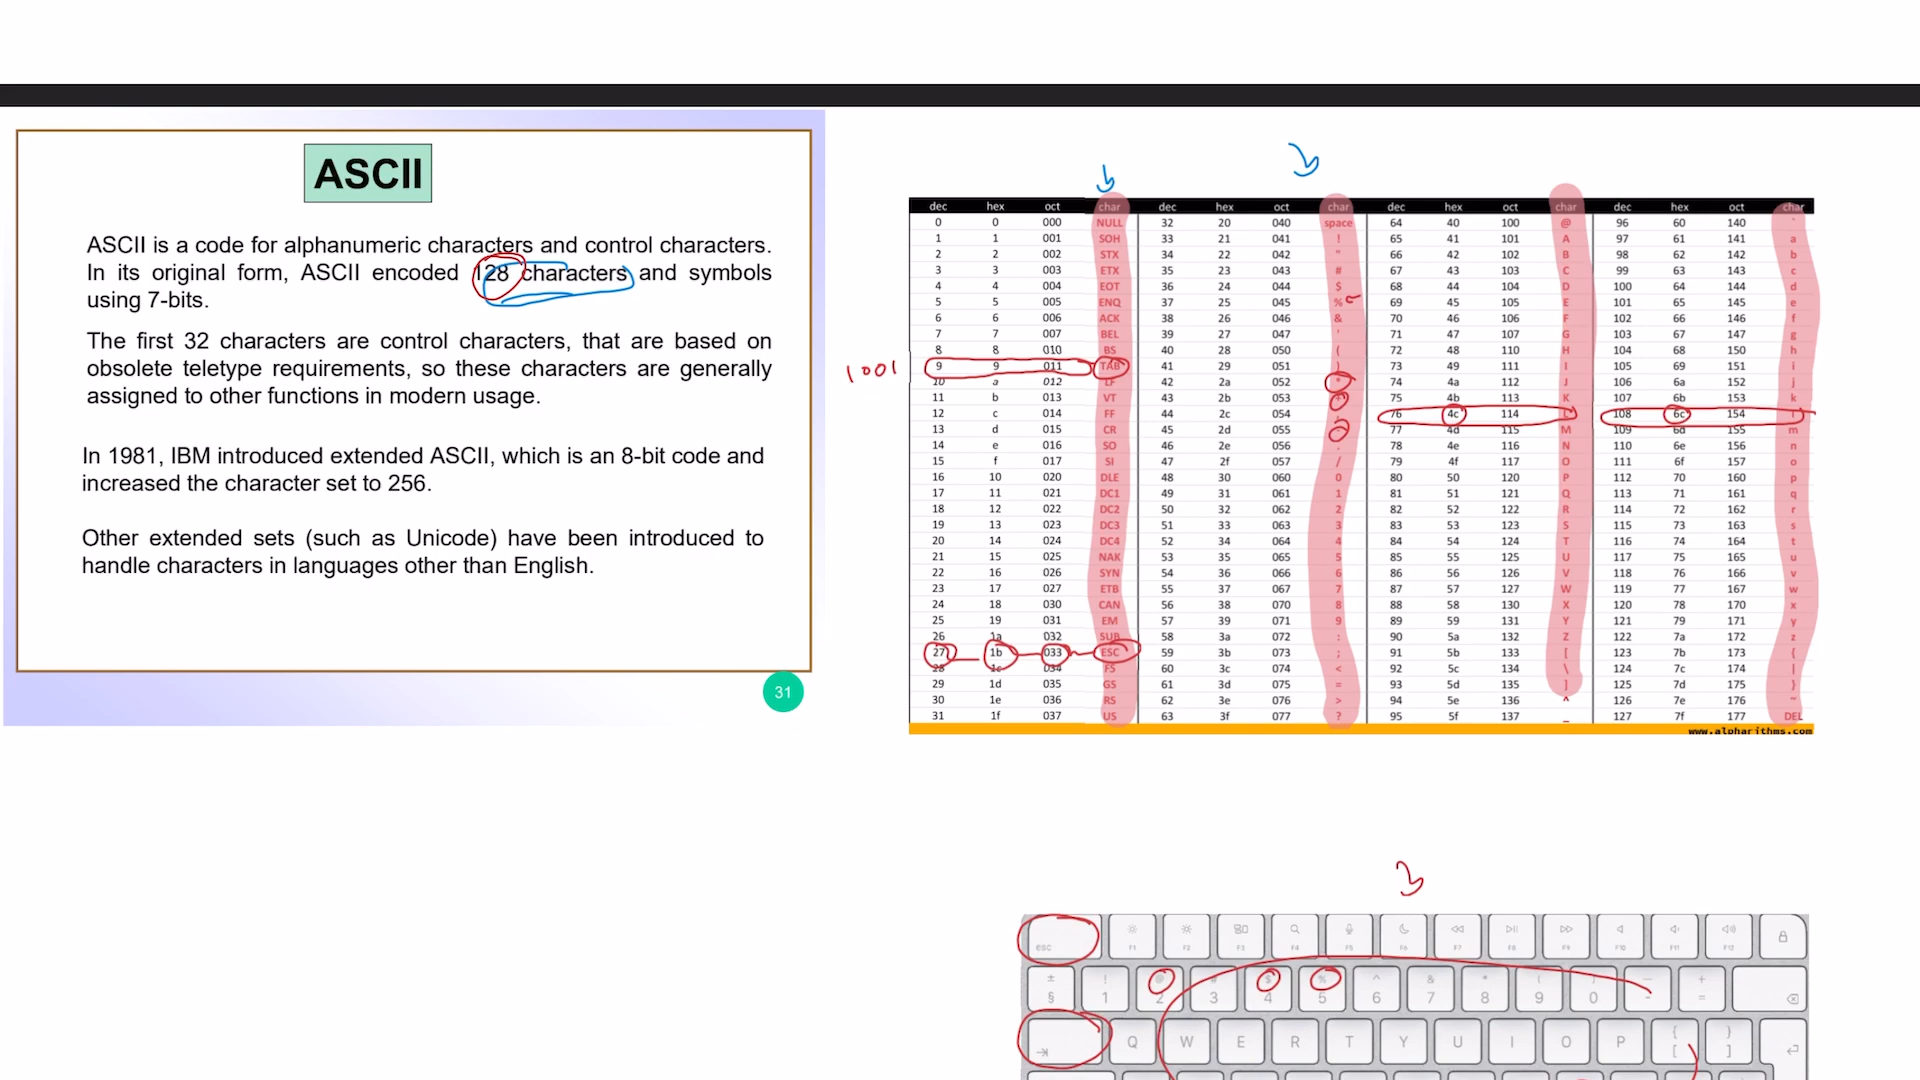 ASCII
ASCII is a code for alphanumeric characters and control characters.
In its original form, ASCII encoded 128 characters and symbols
using 7-bits.
The first 32 characters are control characters, that are based on
obsolete teletype requirements, so these characters are generally
assigned to other functions in modern usage.
In 1981, IBM introduced extended ASCII, which is an 8-bit code and
increased the character set to 256.
Other extended sets (such as Unicode) have been introduced to
handle characters in languages other than English.
31
1001
dec hex oct char dec hex oct char dec hex oct char dec hex oct char
0 0 000 NULL 32 20 040 space 64 40 100 @ 96 60 140 `
1 1 001 SOH 33 21 041 ! 65 41 101 A 97 61 141 a
2 2 002 STX 34 22 042 " 66 42 102 B 98 62 142 b
3 3 003 ETX 35 23 043 # 67 43 103 C 99 63 143 c
4 4 004 EOT 36 24 044 $ 68 44 104 D 100 64 144 d
5 5 005 ENQ 37 25 045 % 69 45 105 E 101 65 145 e
6 6 006 ACK 38 26 046 & 70 46 106 F 102 66 146 f
7 7 007 BEL 39 27 047 ' 71 47 107 G 103 67 147 g
8 8 010 BS 40 28 050 ( 72 48 110 H 104 68 150 h
9 9 011 TAB 41 29 051 ) 73 49 111 I 105 69 151 i
10 a 012 LF 42 2a 052 * 74 4a 112 J 106 6a 152 j
11 b 013 VT 43 2b 053 + 75 4b 113 K 107 6b 153 k
12 c 014 FF 44 2c 054 , 76 4c 114 L 108 6c 154 l
13 d 015 CR 45 2d 055 - 77 4d 115 M 109 6d 155 m
14 e 016 SO 46 2e 056 . 78 4e 116 N 110 6e 156 n
15 f 017 SI 47 2f 057 / 79 4f 117 O 111 6f 157 o
16 10 020 DLE 48 30 060 0 80 50 120 P 112 70 160 p
17 11 021 DC1 49 31 061 1 81 51 121 Q 113 71 161 q
18 12 022 DC2 50 32 062 2 82 52 122 R 114 72 162 r
19 13 023 DC3 51 33 063 3 83 53 123 S 115 73 163 s
20 14 024 DC4 52 34 064 4 84 54 124 T 116 74 164 t
21 15 025 NAK 53 35 065 5 85 55 125 U 117 75 165 u
22 16 026 SYN 54 36 066 6 86 56 126 V 118 76 166 v
23 17 027 ETB 55 37 067 7 87 57 127 W 119 77 167 w
24 18 030 CAN 56 38 070 8 88 58 130 X 120 78 170 x
25 19 031 EM 57 39 071 9 89 59 131 Y 121 79 171 y
26 1a 032 SUB 58 3a 072 : 90 5a 132 Z 122 7a 172 z
27 1b 033 ESC 59 3b 073 ; 91 5b 133 [ 123 7b 173 {
28 1c 034 FS 60 3c 074 < 92 5c 134 \ 124 7c 174 |
29 1d 035 GS 61 3d 075 = 93 5d 135 ] 125 7d 175 }
30 1e 036 RS 62 3e 076 > 94 5e 136 ^ 126 7e 176 ~
31 1f 037 US 63 3f 077 ? 95 5f 137 _ 127 7f 177 DEL
www.alpharithms.com
esc F1 F2 F3 F4 F5 F6 F7 F8 F9 F10 F11 F12
± ! @ # $ % ^ & * ( ) _ +
§ 1 2 3 4 5 6 7 8 9 0 - =
Q W E R T Y U I O P { [ } ]